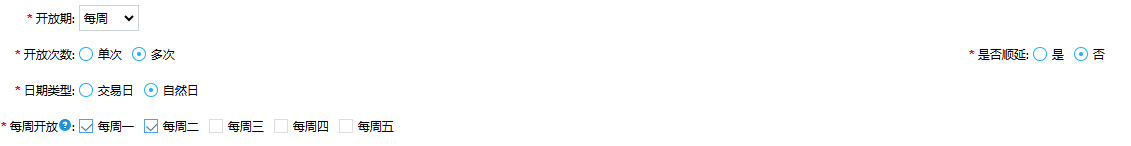 * 开放期: 每周
* 开放次数: 单次 多次 * 是否顺延: 是 否
* 日期类型: 交易日 自然日
* 每周开放?: 每周一 每周二 每周三 每周四 每周五